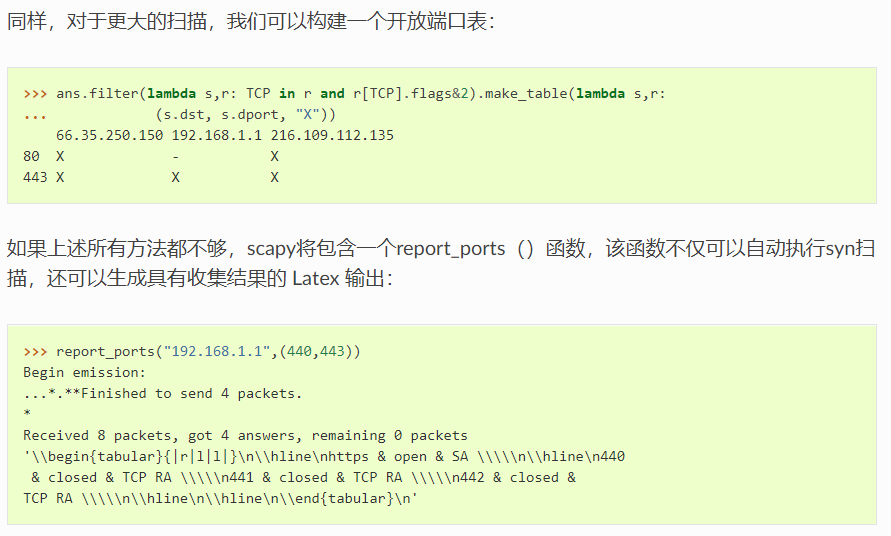 同样，对于更大的扫描，我们可以构建一个开放端口表：
>>> ans.filter(lambda s,r: TCP in r and r[TCP].flags&2).make_table(lambda s,r:
...             (s.dst, s.dport, "X"))
    66.35.250.150 192.168.1.1 216.109.112.135
80  X             -           X
443 X             X           X
如果上述所有方法都不够，scapy将包含一个report_ports（）函数，该函数不仅可以自动执行syn扫
描，还可以生成具有收集结果的 Latex 输出：
>>> report_ports("192.168.1.1",(440,443))
Begin emission:
...*.**Finished to send 4 packets.
*
Received 8 packets, got 4 answers, remaining 0 packets
'\\begin{tabular}{|r|l|l|}\n\\hline\nhttps & open & SA \\\\\n\\hline\n440
 & closed & TCP RA \\\\\n441 & closed & TCP RA \\\\\n442 & closed &
TCP RA \\\\\n\\hline\n\\hline\n\\end{tabular}\n'